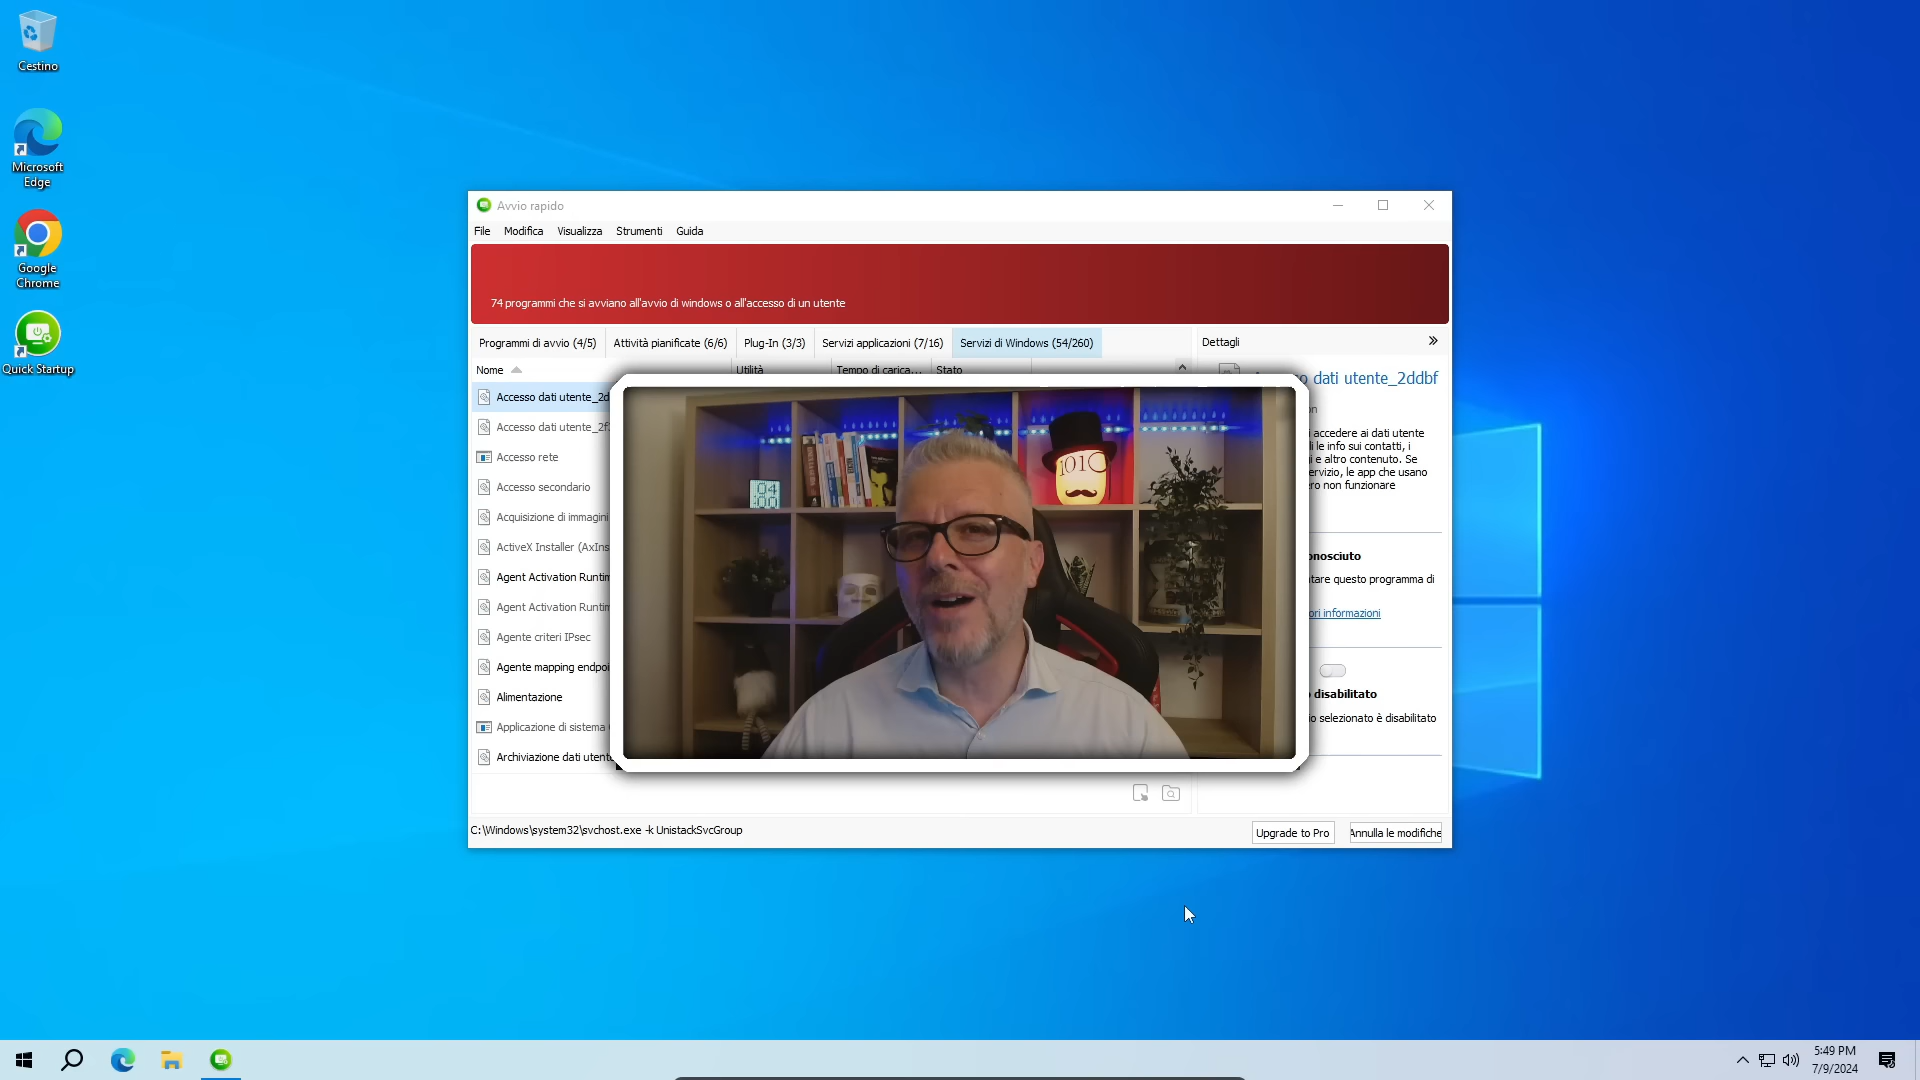 Cestino
Microsoft
Edge
Google
Chrome
Quick Startup
Avvio rapido
File Modifica Visualizza Strumenti Guida
74 programmi che si avviano all'avvio di windows o all'accesso di un utente
Programmi di avvio (4/5) Attività pianificate (6/6) Plug-In (3/3) Servizi applicazioni (7/16) Servizi di Windows (54/260)
Nome Utilità Tempo di carica... Stato
Accesso dati utente_2d
Accesso dati utente_2f
Accesso rete
Accesso secondario
Acquisizione di immagini
ActiveX Installer (AxIns
Agent Activation Runtim
Agent Activation Runtim
Agente criteri IPsec
Agente mapping endpoi
Alimentazione
Applicazione di sistema
Archiviazione dati utente
04
00
1010
Dettagli
dati utente_2ddbf
accedere ai dati utente
le info sui contatti, i
e altro contenuto. Se
ervizio, le app che usano
ro non funzionare
onosciuto
tare questo programma di
ori informazioni
disabilitato
io selezionato è disabilitato
C:\Windows\system32\svchost.exe -k UnistackSvcGroup
Upgrade to Pro
Annulla le modifiche
5:49 PM
7/9/2024